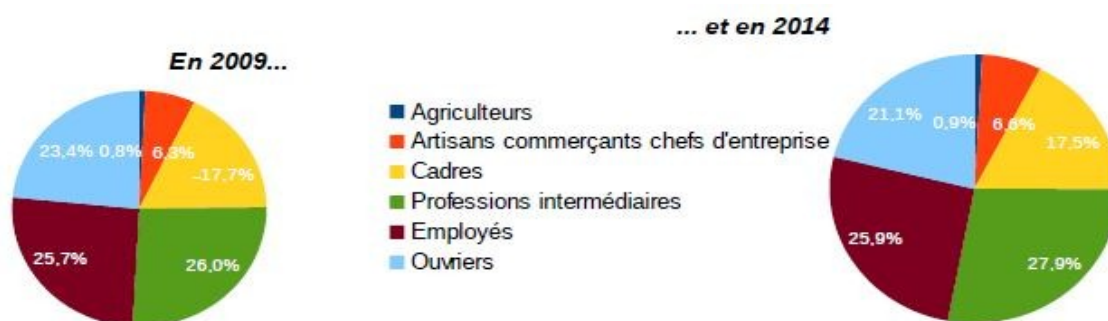 En 2009...
... et en 2014
23,4%
0,8%
6,3%
17,7%
25,7%
26,0%
Agriculteurs
Artisans commerçants chefs d'entreprise
Cadres
Professions intermédiaires
Employés
Ouvriers
21,1%
0,9%
6,6%
17,5%
25,9%
27,9%